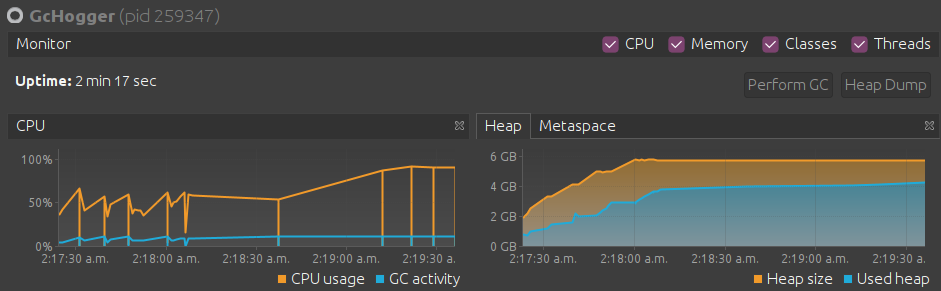 GcHogger (pid 259347)
Monitor
CPU
Memory
Classes
Threads
Uptime: 2 min 17 sec
Perform GC
Heap Dump
CPU
100%
50%
0%
2:17:30 a.m.
2:18:00 a.m.
2:18:30 a.m.
2:19:00 a.m.
2:19:30 a.
CPU usage
GC activity
Heap
Metaspace
6 GB
4 GB
2 GB
0 GB
2:17:30 a.m.
2:18:00 a.m.
2:18:30 a.m.
2:19:00 a.m.
2:19:30 a.
Heap size
Used heap